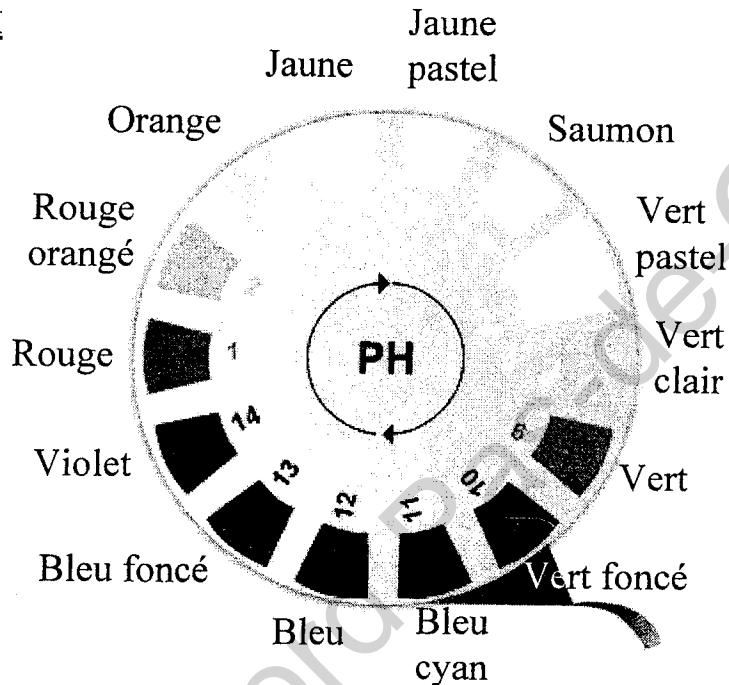 Jaune
pastel
Jaune
Orange
Saumon
Rouge
orangé
Vert
pastel
2
Rouge
1
PH
Vert
clair
14
9
Violet
13
12
11
10
Vert
Bleu foncé
Vert foncé
Bleu
Bleu
cyan